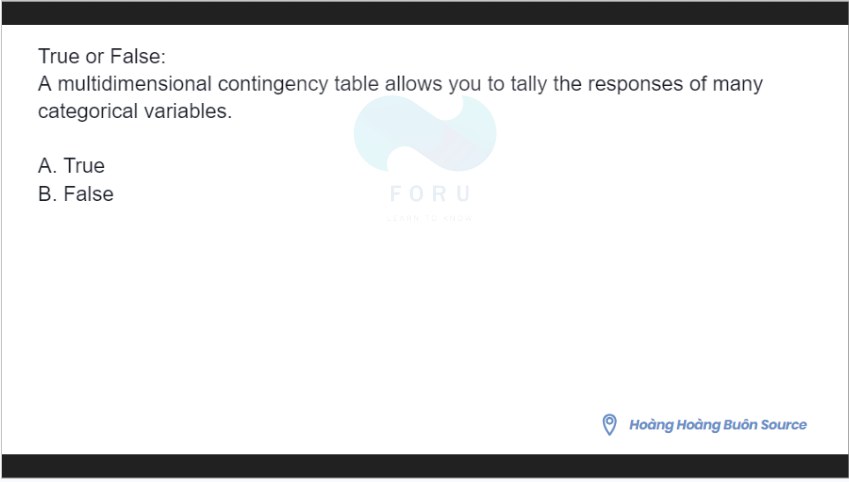 True or False:
A multidimensional contingency table allows you to tally the responses of many
categorical variables.
A. True
B. False
FORU
Hoàng Hoàng Buôn Source